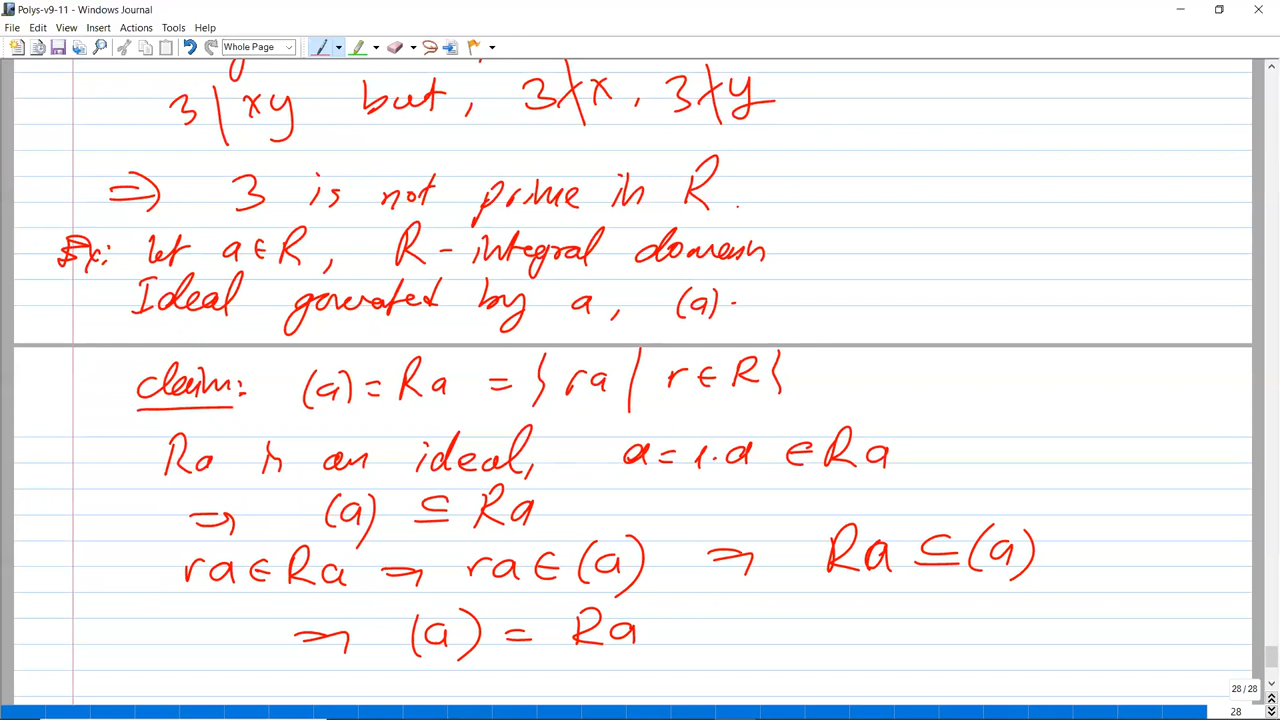 Polys-v9-11 - Windows Journal
File Edit View Insert Actions Tools Help
Whole Page
3 | xy but, 3 ∤ x, 3 ∤ y
⇒ 3 is not prime in R.
Ex: Let a ∈ R, R - integral domain
Ideal generated by a, (a).
claim: (a) = Ra = { ra | r ∈ R }
Ra is an ideal, a = 1.a ∈ Ra
⇒ (a) ⊆ Ra
ra ∈ Ra ⇒ ra ∈ (a) ⇒ Ra ⊆ (a)
⇒ (a) = Ra
28 / 28
28